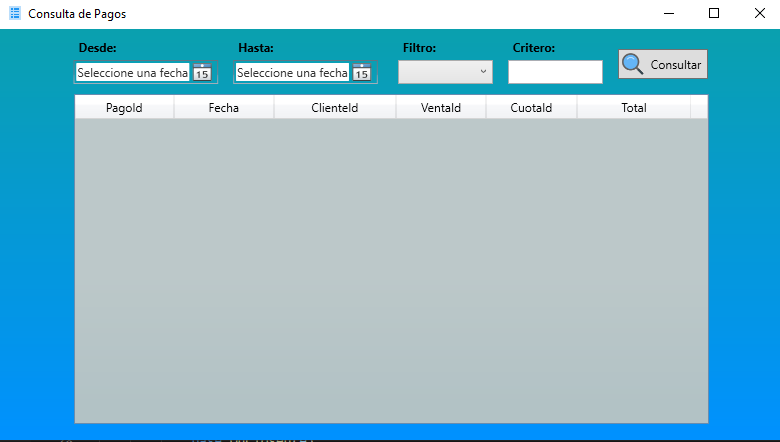 Consulta de Pagos
Desde: Hasta: Filtro: Critero:
Seleccione una fecha 15 Seleccione una fecha 15 Consultar
PagoId Fecha ClienteId VentaId CuotaId Total